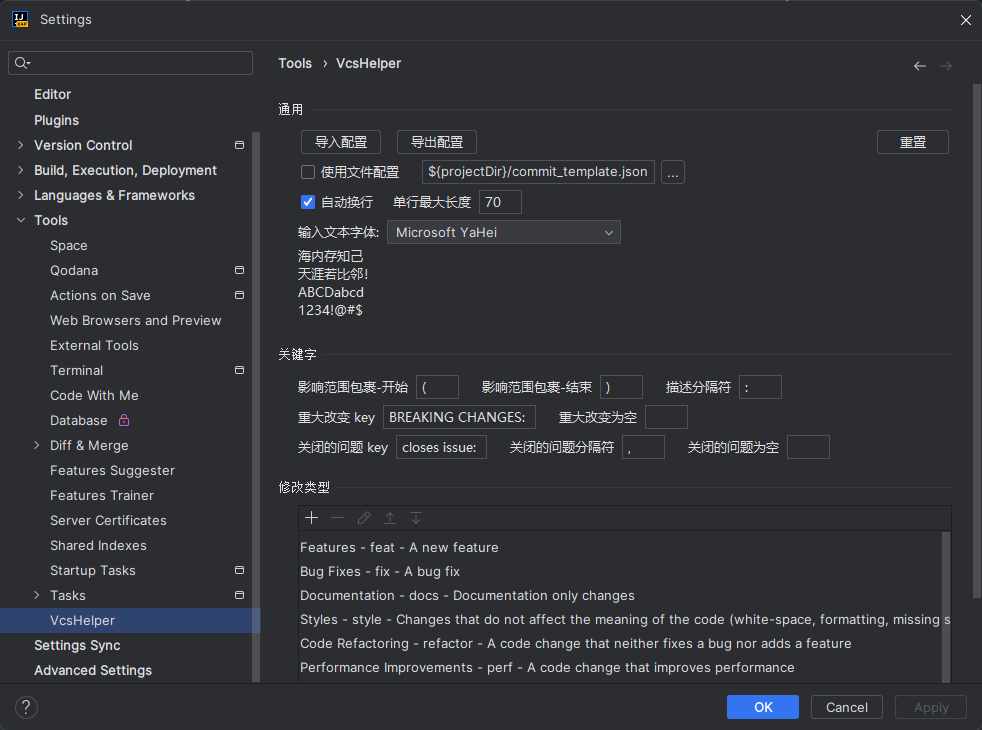 Settings
Tools › VcsHelper
Editor
Plugins
Version Control
Build, Execution, Deployment
Languages & Frameworks
Tools
Space
Qodana
Actions on Save
Web Browsers and Preview
External Tools
Terminal
Code With Me
Database
Diff & Merge
Features Suggester
Features Trainer
Server Certificates
Shared Indexes
Startup Tasks
Tasks
VcsHelper
Settings Sync
Advanced Settings
通用
导入配置 导出配置 重置
使用文件配置 ${projectDir}/commit_template.json ...
自动换行 单行最大长度 70
输入文本字体: Microsoft YaHei
海内存知己
天涯若比邻!
ABCDabcd
1234!@#$
关键字
影响范围包裹-开始 ( 影响范围包裹-结束 ) 描述分隔符 :
重大改变 key BREAKING CHANGES: 重大改变为空
关闭的问题 key closes issue: 关闭的问题分隔符 , 关闭的问题为空
修改类型
Features - feat - A new feature
Bug Fixes - fix - A bug fix
Documentation - docs - Documentation only changes
Styles - style - Changes that do not affect the meaning of the code (white-space, formatting, missing s
Code Refactoring - refactor - A code change that neither fixes a bug nor adds a feature
Performance Improvements - perf - A code change that improves performance
? OK Cancel Apply